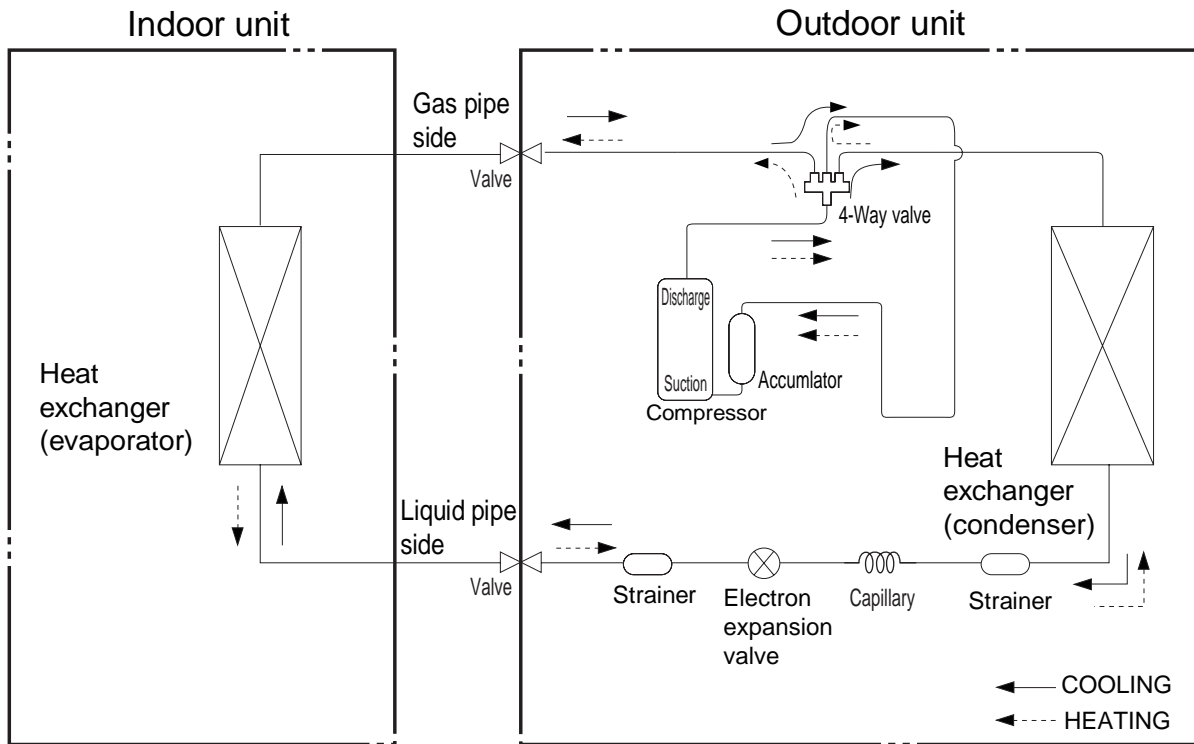 Indoor unit
Outdoor unit
Gas pipe
side
Valve
4-Way valve
Discharge
Suction
Accumlator
Compressor
Heat
exchanger
(evaporator)
Heat
exchanger
(condenser)
Liquid pipe
side
Valve
Strainer
Electron
expansion
valve
Capillary
Strainer
COOLING
HEATING